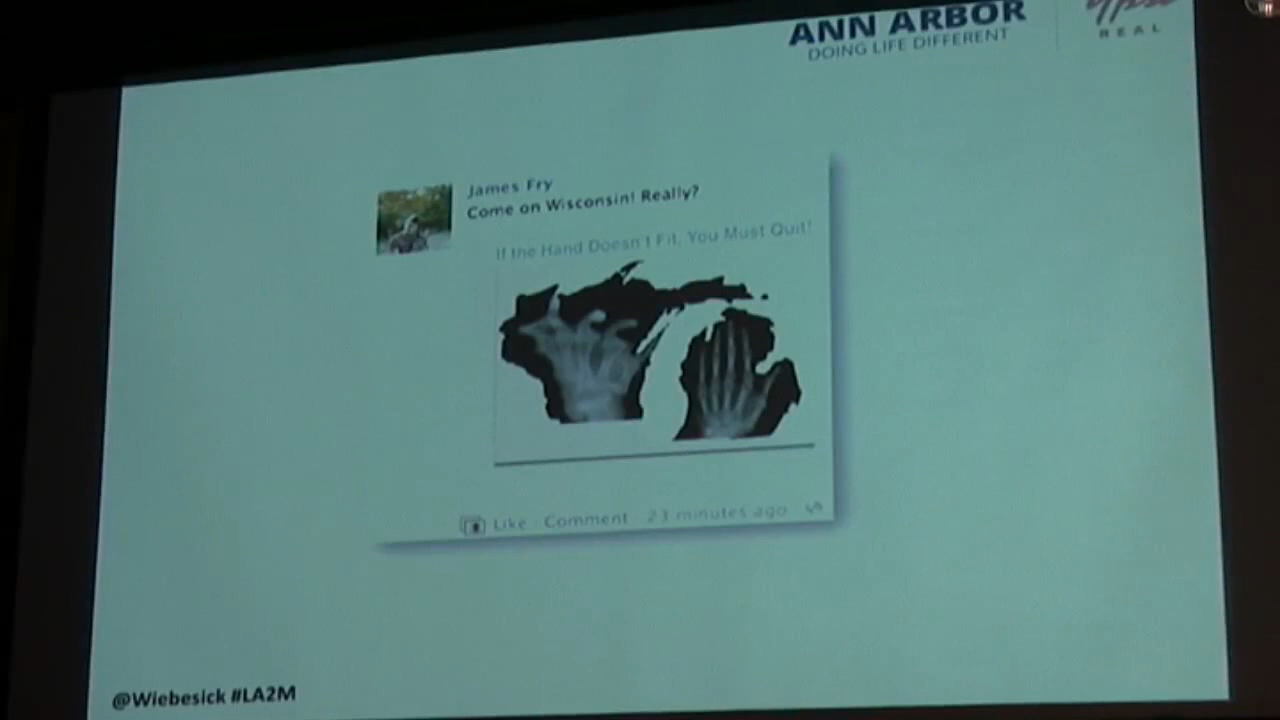 ANN ARBOR
DOING LIFE DIFFERENT
REAL
James Fry
Come on Wisconsin! Really?
If the Hand Doesn't Fit, You Must Quit!
Like · Comment 23 minutes ago
@Wiebesick #LA2M